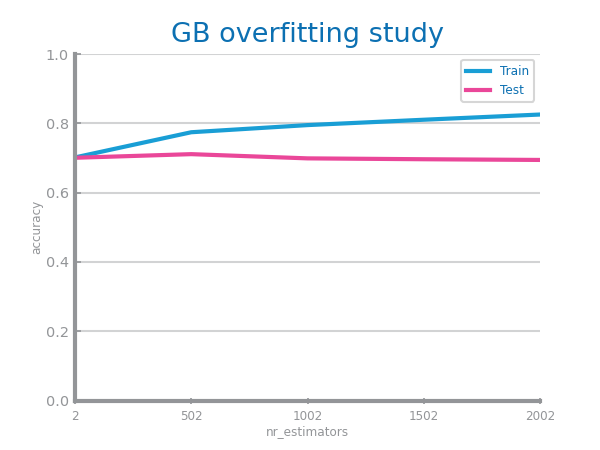 GB overfitting study
1.0
0.8
0.6
0.4
0.2
0.0
accuracy
Train
Test
2 502 1002 1502 2002
nr_estimators